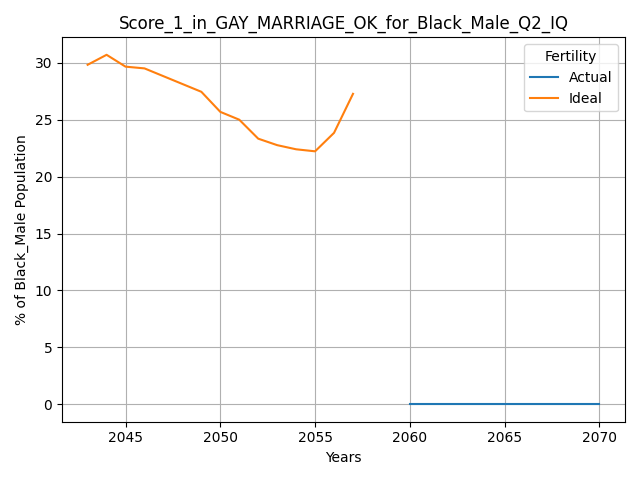 Score_1_in_GAY_MARRIAGE_OK_for_Black_Male_Q2_IQ
Fertility
Actual
Ideal
% of Black_Male Population
30
25
20
15
10
5
0
2045 2050 2055 2060 2065 2070
Years